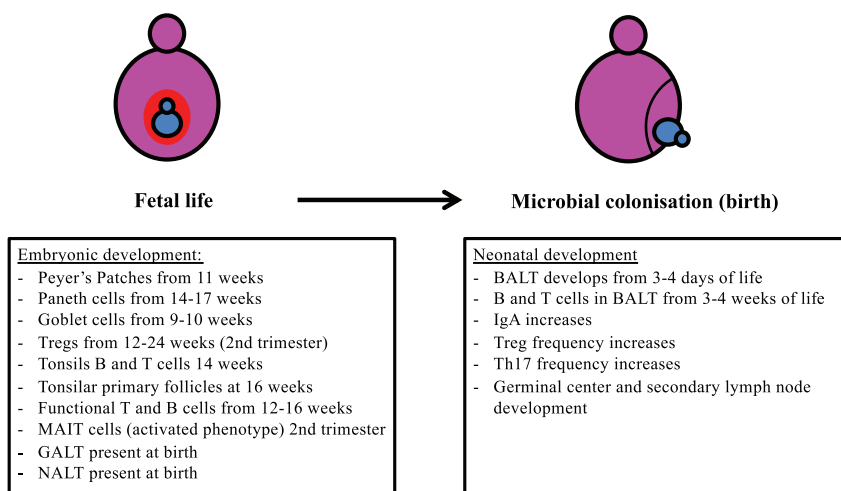 Fetal life
Microbial colonisation (birth)
Embryonic development:
- Peyer's Patches from 11 weeks
- Paneth cells from 14-17 weeks
- Goblet cells from 9-10 weeks
- Tregs from 12-24 weeks (2nd trimester)
- Tonsils B and T cells 14 weeks
- Tonsilar primary follicles at 16 weeks
- Functional T and B cells from 12-16 weeks
- MAIT cells (activated phenotype) 2nd trimester
- GALT present at birth
- NALT present at birth
Neonatal development
- BALT develops from 3-4 days of life
- B and T cells in BALT from 3-4 weeks of life
- IgA increases
- Treg frequency increases
- Th17 frequency increases
- Germinal center and secondary lymph node
development